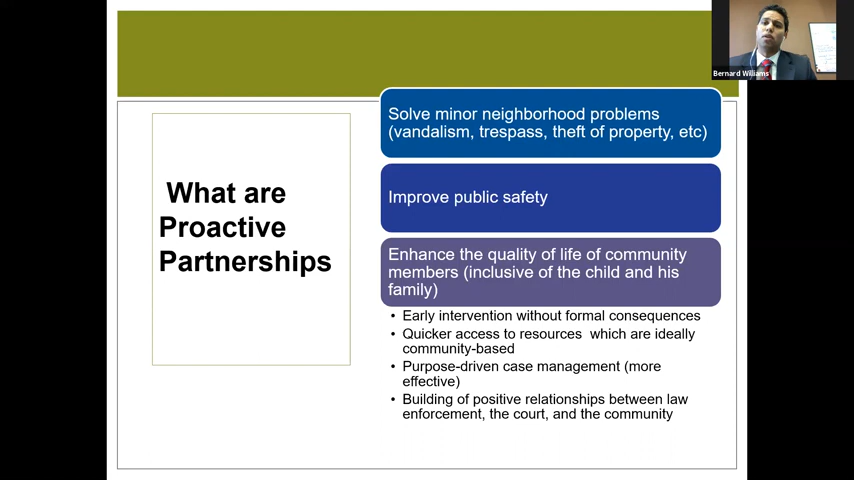 Bernard Williams
What are
Proactive
Partnerships
Solve minor neighborhood problems
(vandalism, trespass, theft of property, etc)
Improve public safety
Enhance the quality of life of community
members (inclusive of the child and his
family)
• Early intervention without formal consequences
• Quicker access to resources which are ideally
community-based
• Purpose-driven case management (more
effective)
• Building of positive relationships between law
enforcement, the court, and the community